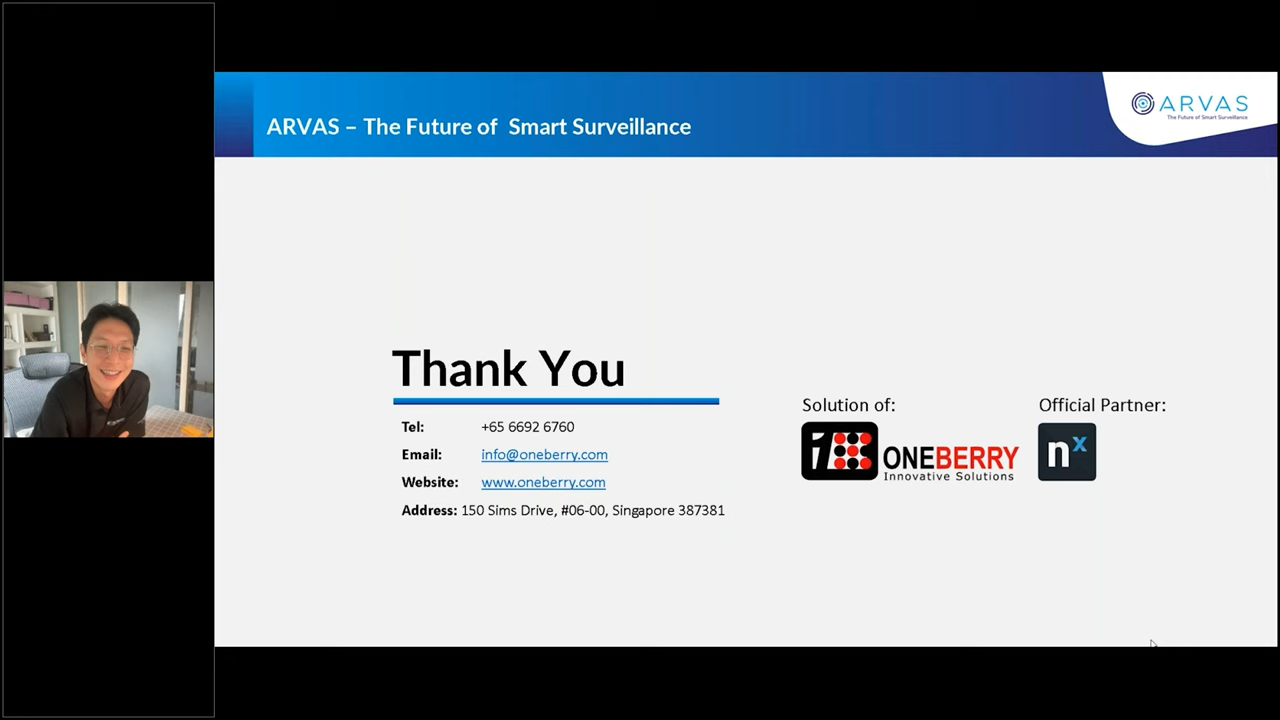 ARVAS – The Future of Smart Surveillance
ARVAS
The Future of Smart Surveillance
Thank You
Tel: +65 6692 6760
Email: info@oneberry.com
Website: www.oneberry.com
Address: 150 Sims Drive, #06-00, Singapore 387381
Solution of:
ONEBERRY
Innovative Solutions
Official Partner:
nx